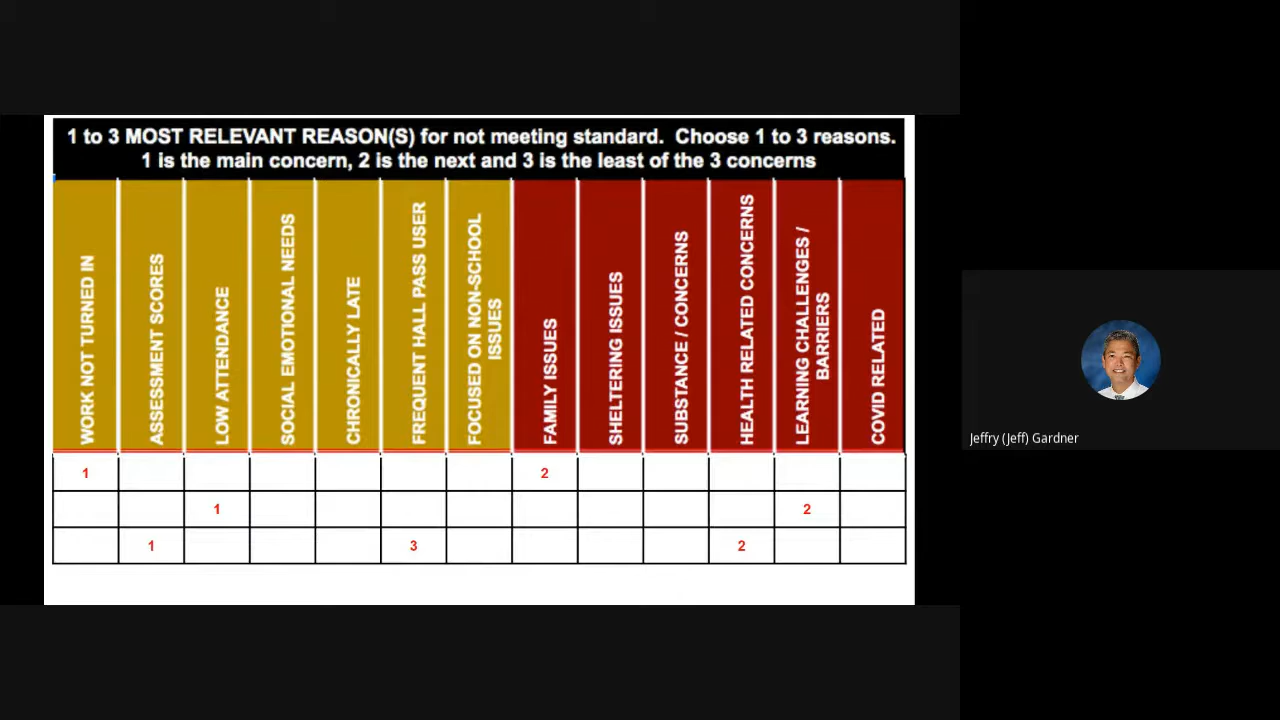 1 to 3 MOST RELEVANT REASON(S) for not meeting standard. Choose 1 to 3 reasons.
1 is the main concern, 2 is the next and 3 is the least of the 3 concerns
WORK NOT TURNED IN
ASSESSMENT SCORES
LOW ATTENDANCE
SOCIAL EMOTIONAL NEEDS
CHRONICALLY LATE
FREQUENT HALL PASS USER
FOCUSED ON NON-SCHOOL
ISSUES
FAMILY ISSUES
SHELTERING ISSUES
SUBSTANCE / CONCERNS
HEALTH RELATED CONCERNS
LEARNING CHALLENGES /
BARRIERS
COVID RELATED
1 2
1 2
1 3 2
Jeffry (Jeff) Gardner